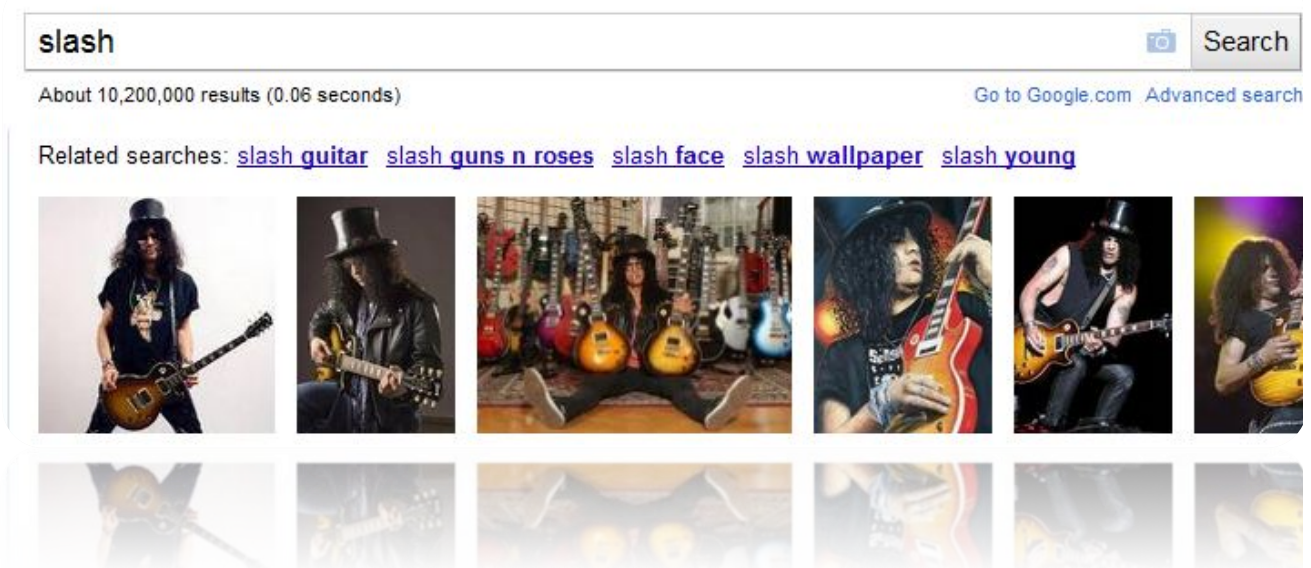 slash Search
About 10,200,000 results (0.06 seconds) Go to Google.com Advanced search
Related searches: slash guitar slash guns n roses slash face slash wallpaper slash young